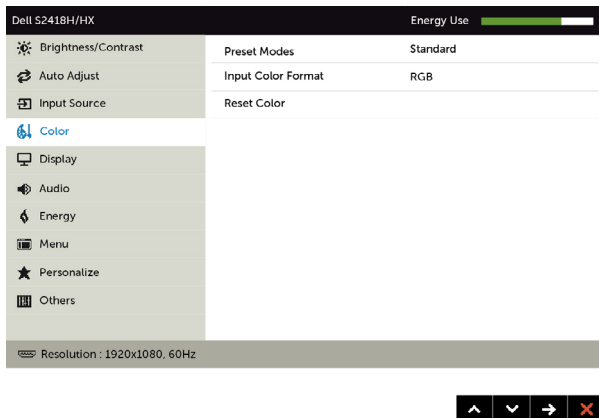 Dell S2418H/HX Energy Use
Brightness/Contrast
Auto Adjust
Input Source
Color
Display
Audio
Energy
Menu
Personalize
Others
Preset Modes Standard
Input Color Format RGB
Reset Color
Resolution : 1920x1080, 60Hz